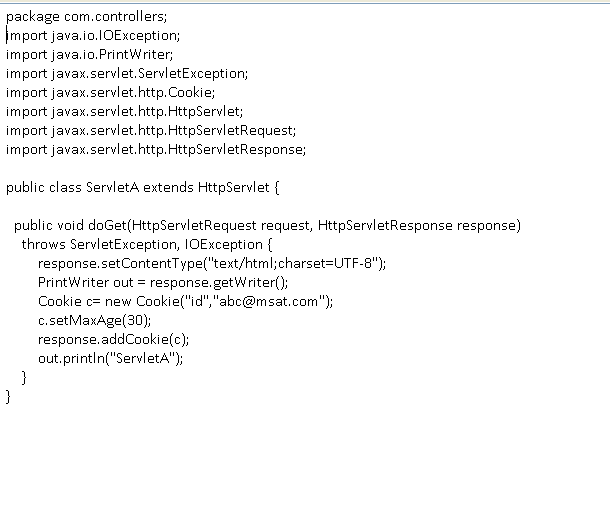 package com.controllers;
import java.io.IOException;
import java.io.PrintWriter;
import javax.servlet.ServletException;
import javax.servlet.http.Cookie;
import javax.servlet.http.HttpServlet;
import javax.servlet.http.HttpServletRequest;
import javax.servlet.http.HttpServletResponse;

public class ServletA extends HttpServlet {

  public void doGet(HttpServletRequest request, HttpServletResponse response)
    throws ServletException, IOException {
        response.setContentType("text/html;charset=UTF-8");
        PrintWriter out = response.getWriter();
        Cookie c= new Cookie("id","abc@msat.com");
        c.setMaxAge(30);
        response.addCookie(c);
        out.println("ServletA");
    }
}